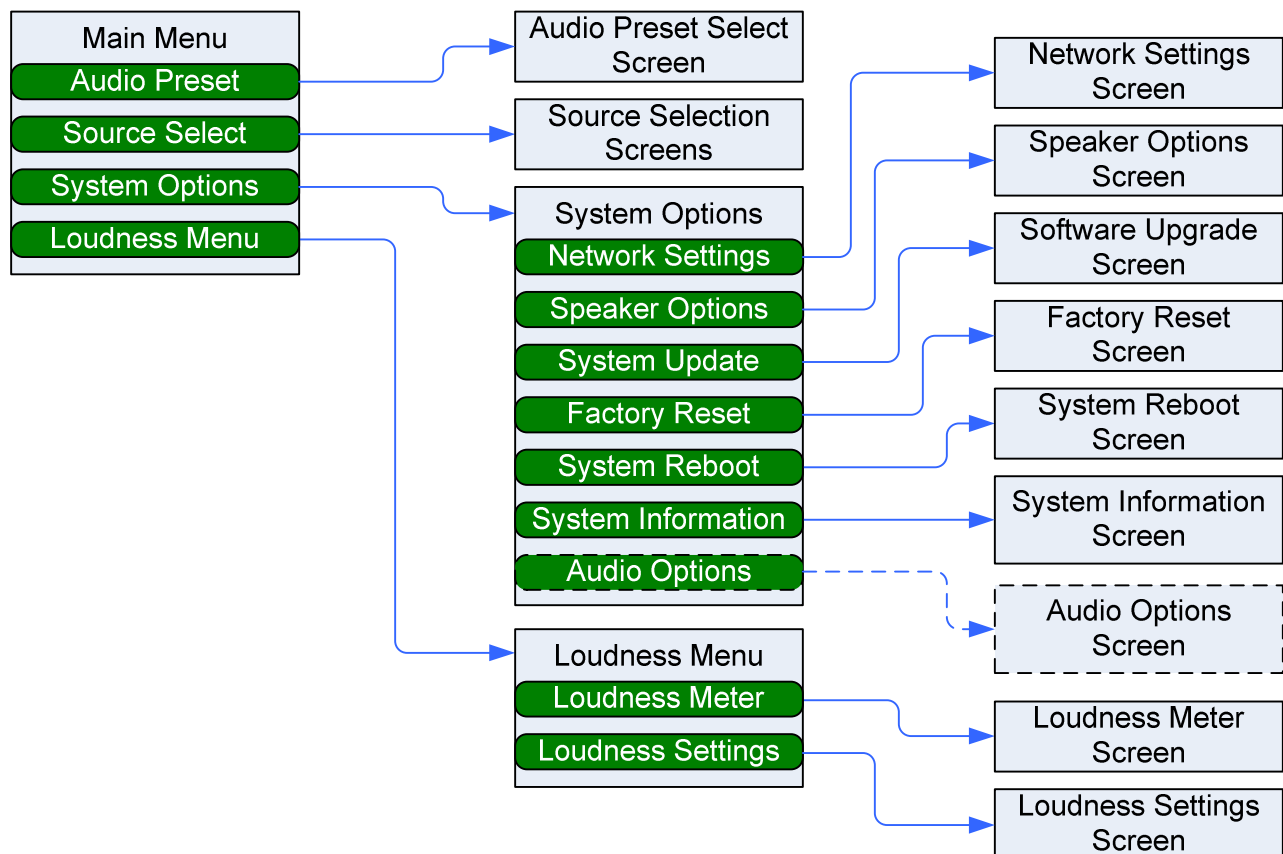 Main Menu
Audio Preset
Source Select
System Options
Loudness Menu
Audio Preset Select
Screen
Source Selection
Screens
System Options
Network Settings
Speaker Options
System Update
Factory Reset
System Reboot
System Information
Audio Options
Loudness Menu
Loudness Meter
Loudness Settings
Network Settings
Screen
Speaker Options
Screen
Software Upgrade
Screen
Factory Reset
Screen
System Reboot
Screen
System Information
Screen
Audio Options
Screen
Loudness Meter
Screen
Loudness Settings
Screen